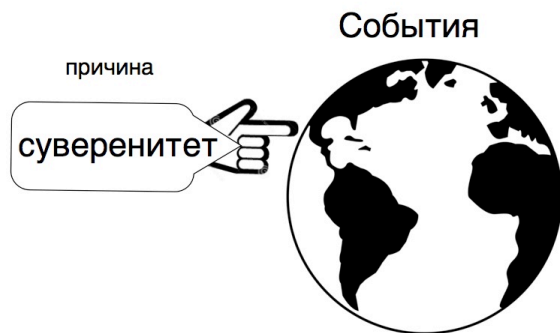 События
причина
суверенитет